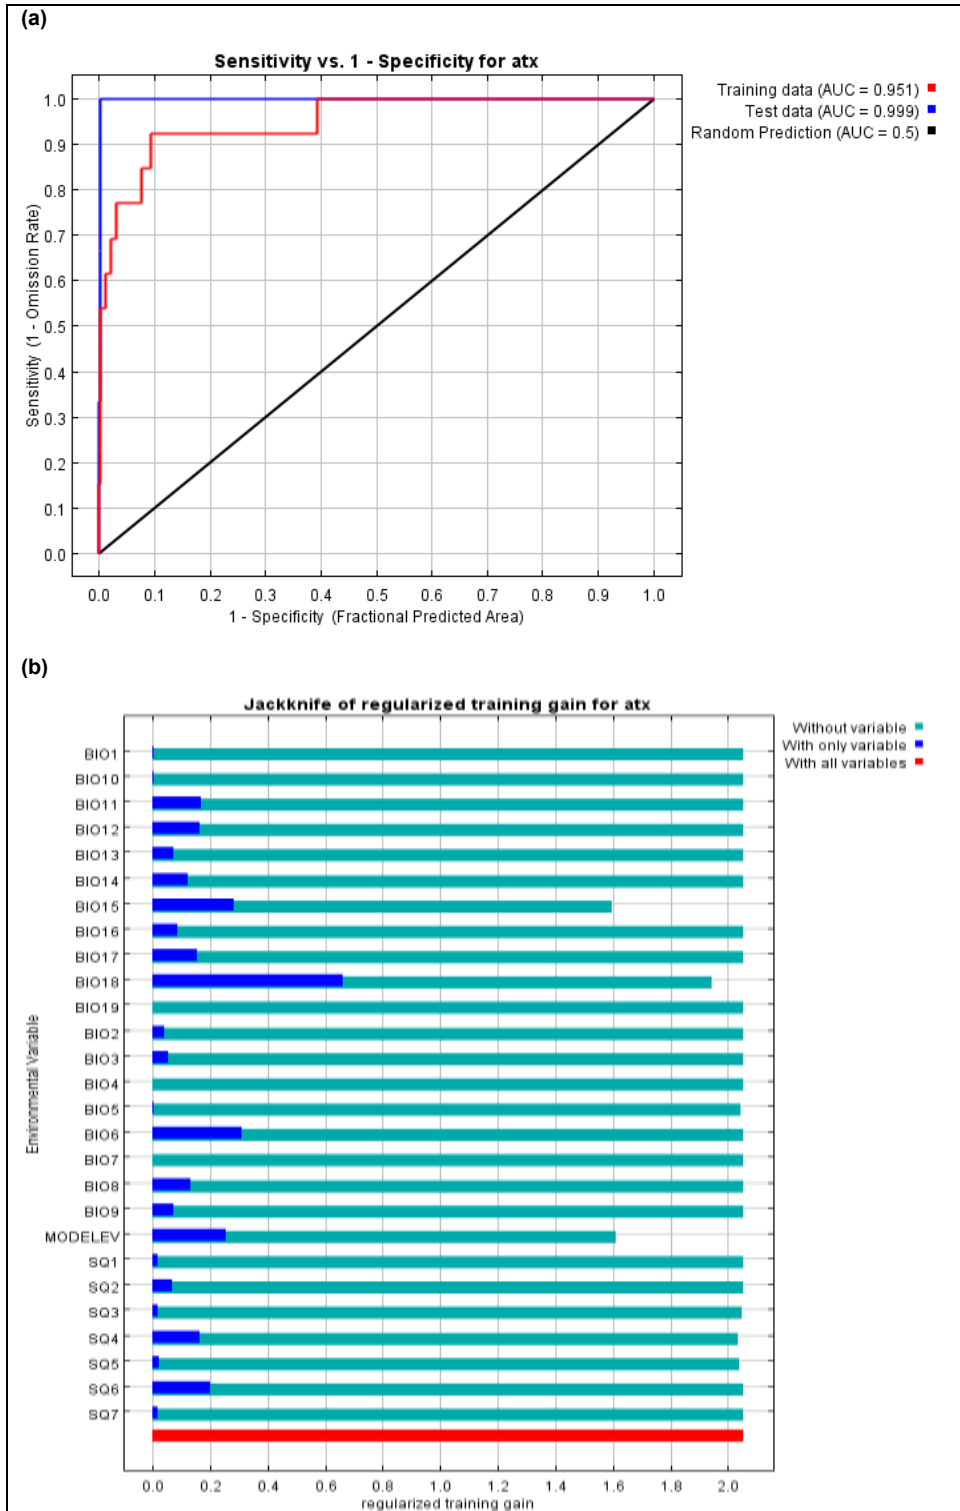 (a)
Sensitivity vs. 1 - Specificity for atx
Training data (AUC = 0.951)
Test data (AUC = 0.999)
Random Prediction (AUC = 0.5)
Sensitivity (1 - Omission Rate)
1.0
0.9
0.8
0.7
0.6
0.5
0.4
0.3
0.2
0.1
0.0
0.0 0.1 0.2 0.3 0.4 0.5 0.6 0.7 0.8 0.9 1.0
1 - Specificity (Fractional Predicted Area)
(b)
Jackknife of regularized training gain for atx
Without variable
With only variable
With all variables
Environmental Variable
BIO1
BIO10
BIO11
BIO12
BIO13
BIO14
BIO15
BIO16
BIO17
BIO18
BIO19
BIO2
BIO3
BIO4
BIO5
BIO6
BIO7
BIO8
BIO9
MODELEV
SQ1
SQ2
SQ3
SQ4
SQ5
SQ6
SQ7
0.0 0.2 0.4 0.6 0.8 1.0 1.2 1.4 1.6 1.8 2.0
regularized training gain